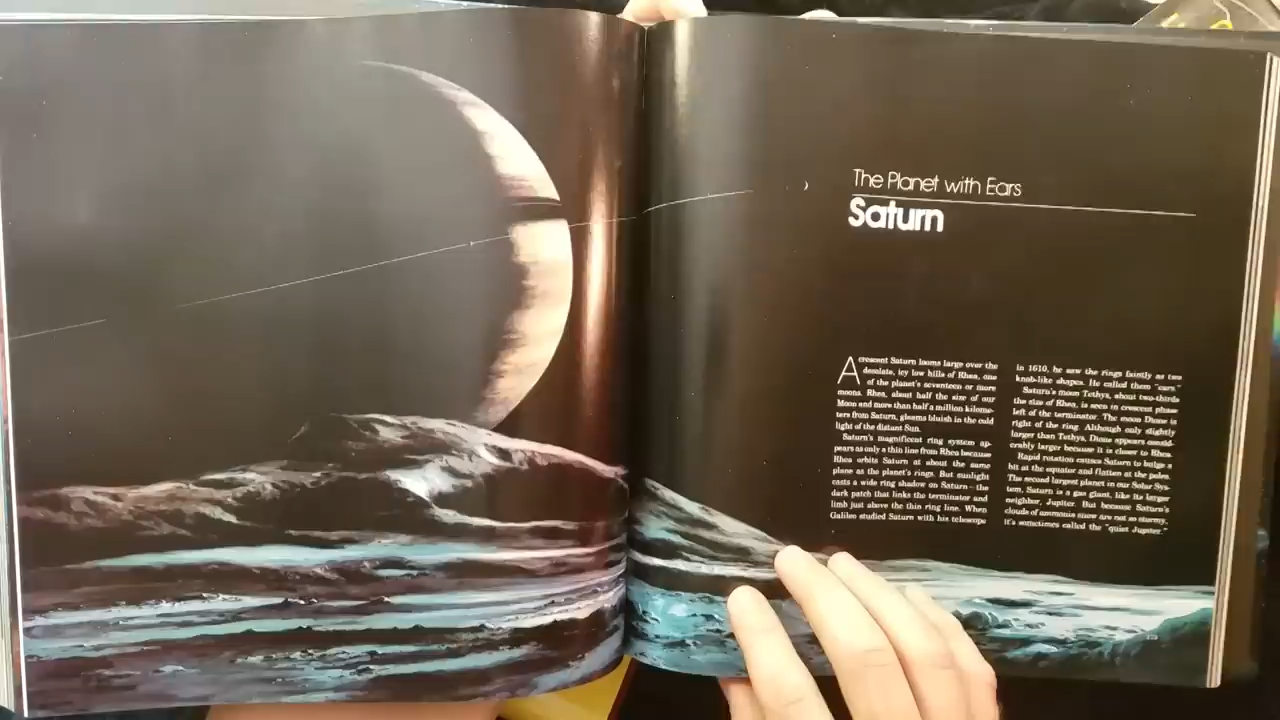 The Planet with Ears
Saturn
A crescent Saturn looms large over the
desolate, icy low hills of Rhea, one
of the planet's seventeen or more
moons. Rhea, about half the size of our
Moon and more than half a million kilome-
ters from Saturn, gleams bluish in the cold
light of the distant Sun.
Saturn's magnificent ring system ap-
pears as only a thin line from Rhea because
Rhea orbits Saturn at about the same
plane as the planet's rings. But sunlight
casts a wide ring shadow on Saturn—the
dark patch that links the terminator and
limb just above the thin ring line. When
Galileo studied Saturn with his telescope
in 1610, he saw the rings faintly as two
knob-like shapes. He called them "ears."
Saturn's moon Tethys, about two-thirds
the size of Rhea, is seen in crescent phase
left of the terminator. The moon Dione is
right of the ring. Although only slightly
larger than Tethys, Dione appears consid-
erably larger because it is closer to Rhea.
Rapid rotation causes Saturn to bulge a
bit at the equator and flatten at the poles.
The second largest planet in our Solar Sys-
tem, Saturn is a gas giant, like its larger
neighbor, Jupiter. But because Saturn's
clouds of ammonia snow are not so stormy,
it's sometimes called the "quiet Jupiter."